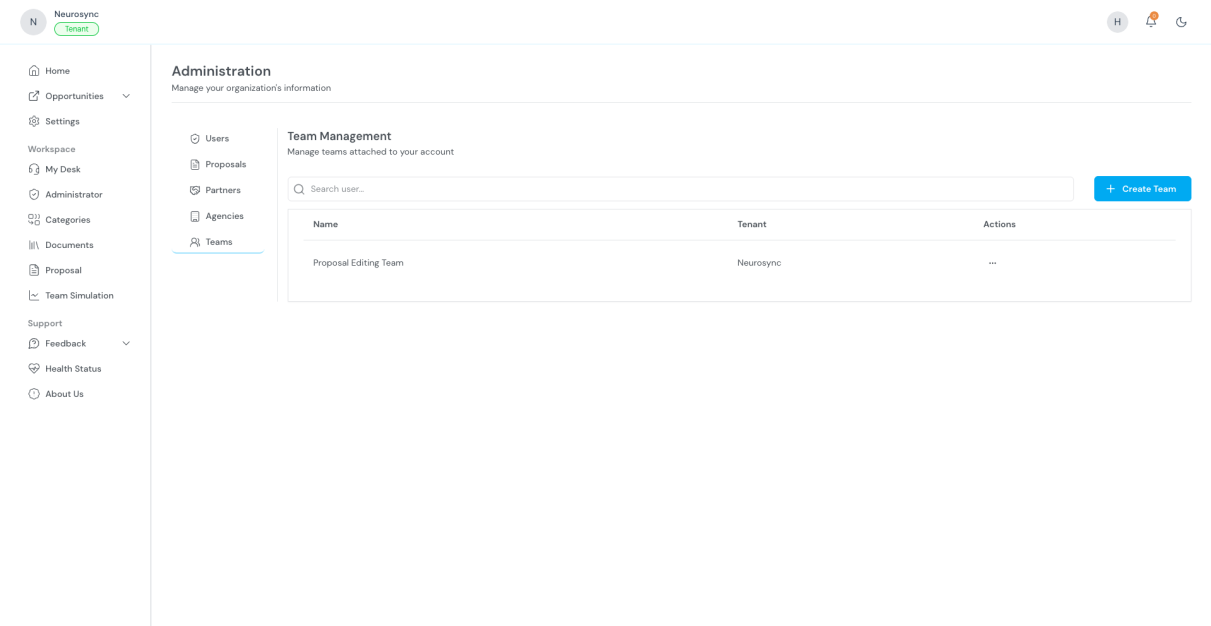 N
Neurosync
Tenant
H
Home
Opportunities
Settings
Workspace
My Desk
Administrator
Categories
Documents
Proposal
Team Simulation
Support
Feedback
Health Status
About Us
Administration
Manage your organization's information
Users
Proposals
Partners
Agencies
Teams
Team Management
Manage teams attached to your account
Search user...
+ Create Team
Name Tenant Actions
Proposal Editing Team Neurosync ...